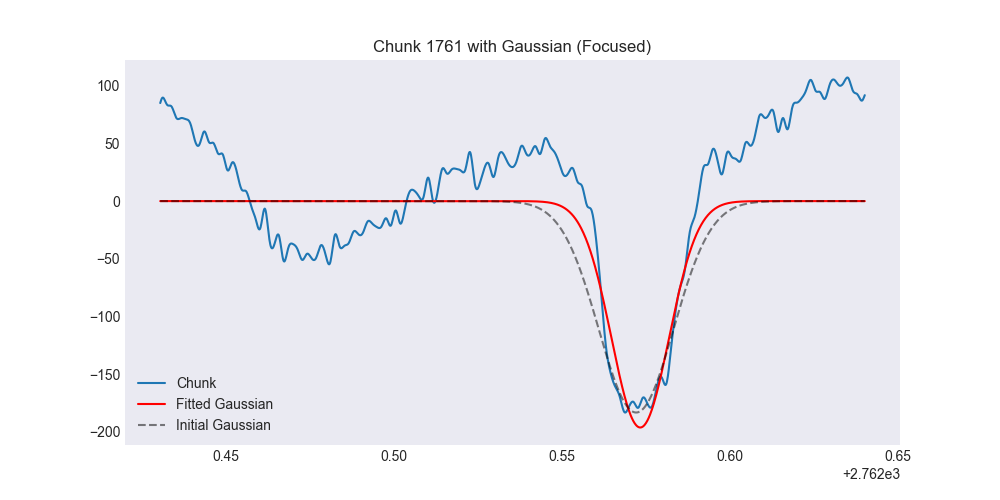 Chunk 1761 with Gaussian (Focused)
100
50
0
−50
−100
−150
−200
Chunk
Fitted Gaussian
Initial Gaussian
0.45 0.50 0.55 0.60 0.65
+2.762e3